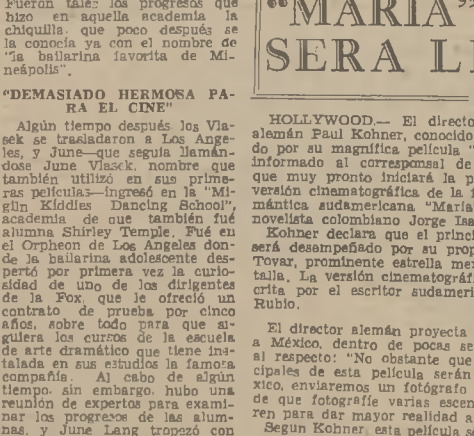 Fueron tales los progresos que
hizo en aquella academia la
chiquilla. que poco después se
la conocía ya con el nombre de
"la bailarina favorita de Mi-
neápolis".
"DEMASIADO HERMOSA PA-
RA EL CINE"
Algún tiempo después los Vla-
sek se trasladaron a Los Ange-
les, y June—que seguía llamán-
dose June Vlasek, nombre que
también utilizó en sus prime-
ras películas—ingresó en la "Mi-
glin Kiddies Dancing School",
academia de que también fué
alumna Shirley Temple. Fué en
el Orpheon de Los Angeles don-
de la bailarina adolescente des-
pertó por primera vez la curio-
sidad de uno de los dirigentes
de la Fox, que le ofreció un
contrato de prueba por cinco
años, sobre todo para que si-
guiera los cursos de la escuela
de arte dramático que tiene ins-
talada en sus estudios la famosa
compañía. Al cabo de algún
tiempo, sin embargo, hubo una
reunión de expertos para exami-
nar los progresos de las alum-
nas, y June Lang tropezó con
"MARIA"
SERA L
HOLLYWOOD.— El directo
alemán Paul Kohner, conocido
do por su magnífica película "
informado al corresponsal de
que muy pronto iniciará la p
versión cinematográfica de la
mántica sudamericana "María
novelista colombiano Jorge Isaa
Kohner declara que el princi
será desempeñado por su prop
Tovar, prominente estrella mej
talla. La versión cinematográf
crita por el escritor sudameri
Rubio.
El director alemán proyecta
a México, dentro de pocas se
al respecto: "No obstante que
cipales de esta película serán
xico, enviaremos un fotógrafo
de que fotografíe varias escen
ren para dar mayor realidad a
Segun Kohner, esta película s